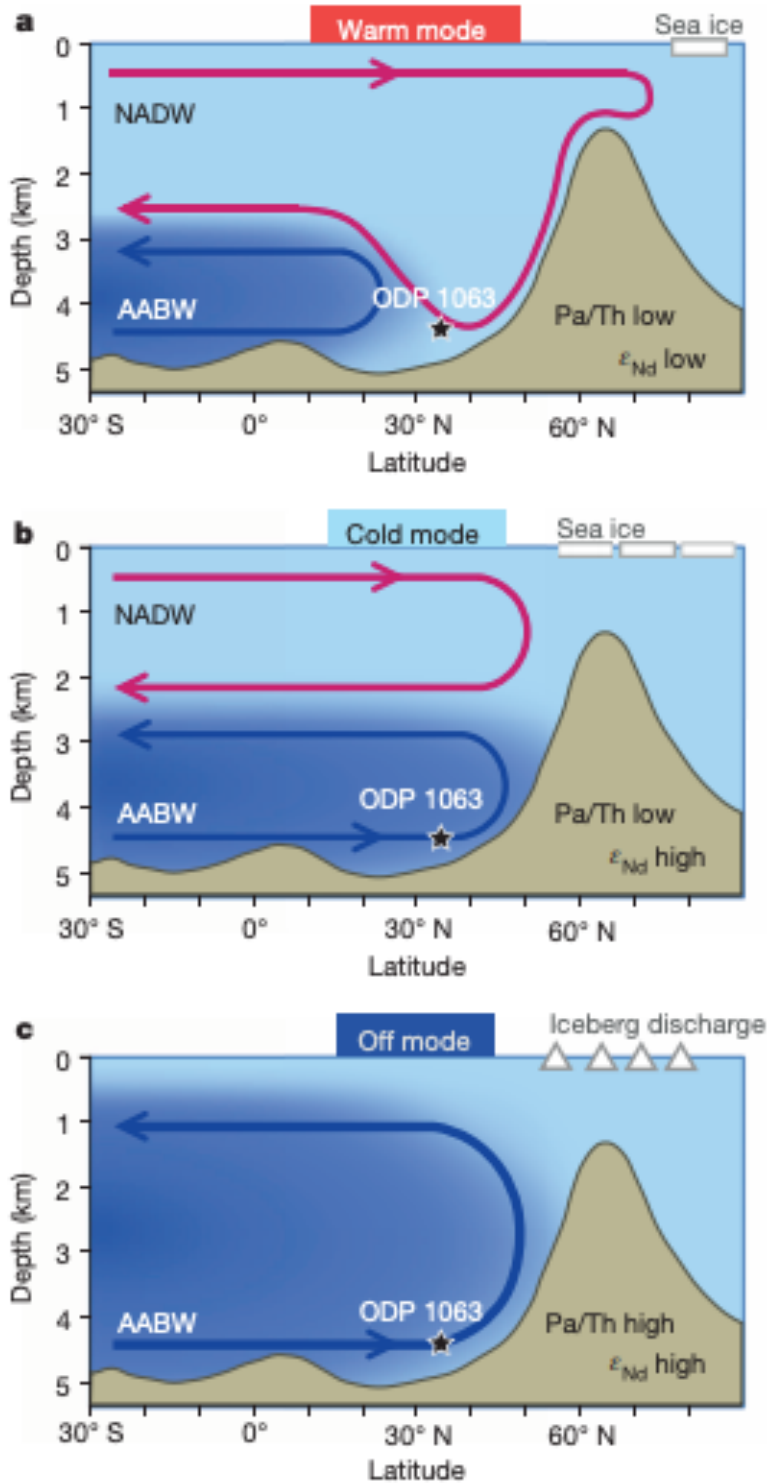 a
Warm mode
Sea ice
0
1
2
3
4
5
Depth (km)
NADW
AABW
ODP 1063
Pa/Th low
εNd low
30° S
0°
30° N
60° N
Latitude
b
Cold mode
Sea ice
0
1
2
3
4
5
Depth (km)
NADW
AABW
ODP 1063
Pa/Th low
εNd high
30° S
0°
30° N
60° N
Latitude
c
Off mode
Iceberg discharge
0
1
2
3
4
5
Depth (km)
AABW
ODP 1063
Pa/Th high
εNd high
30° S
0°
30° N
60° N
Latitude